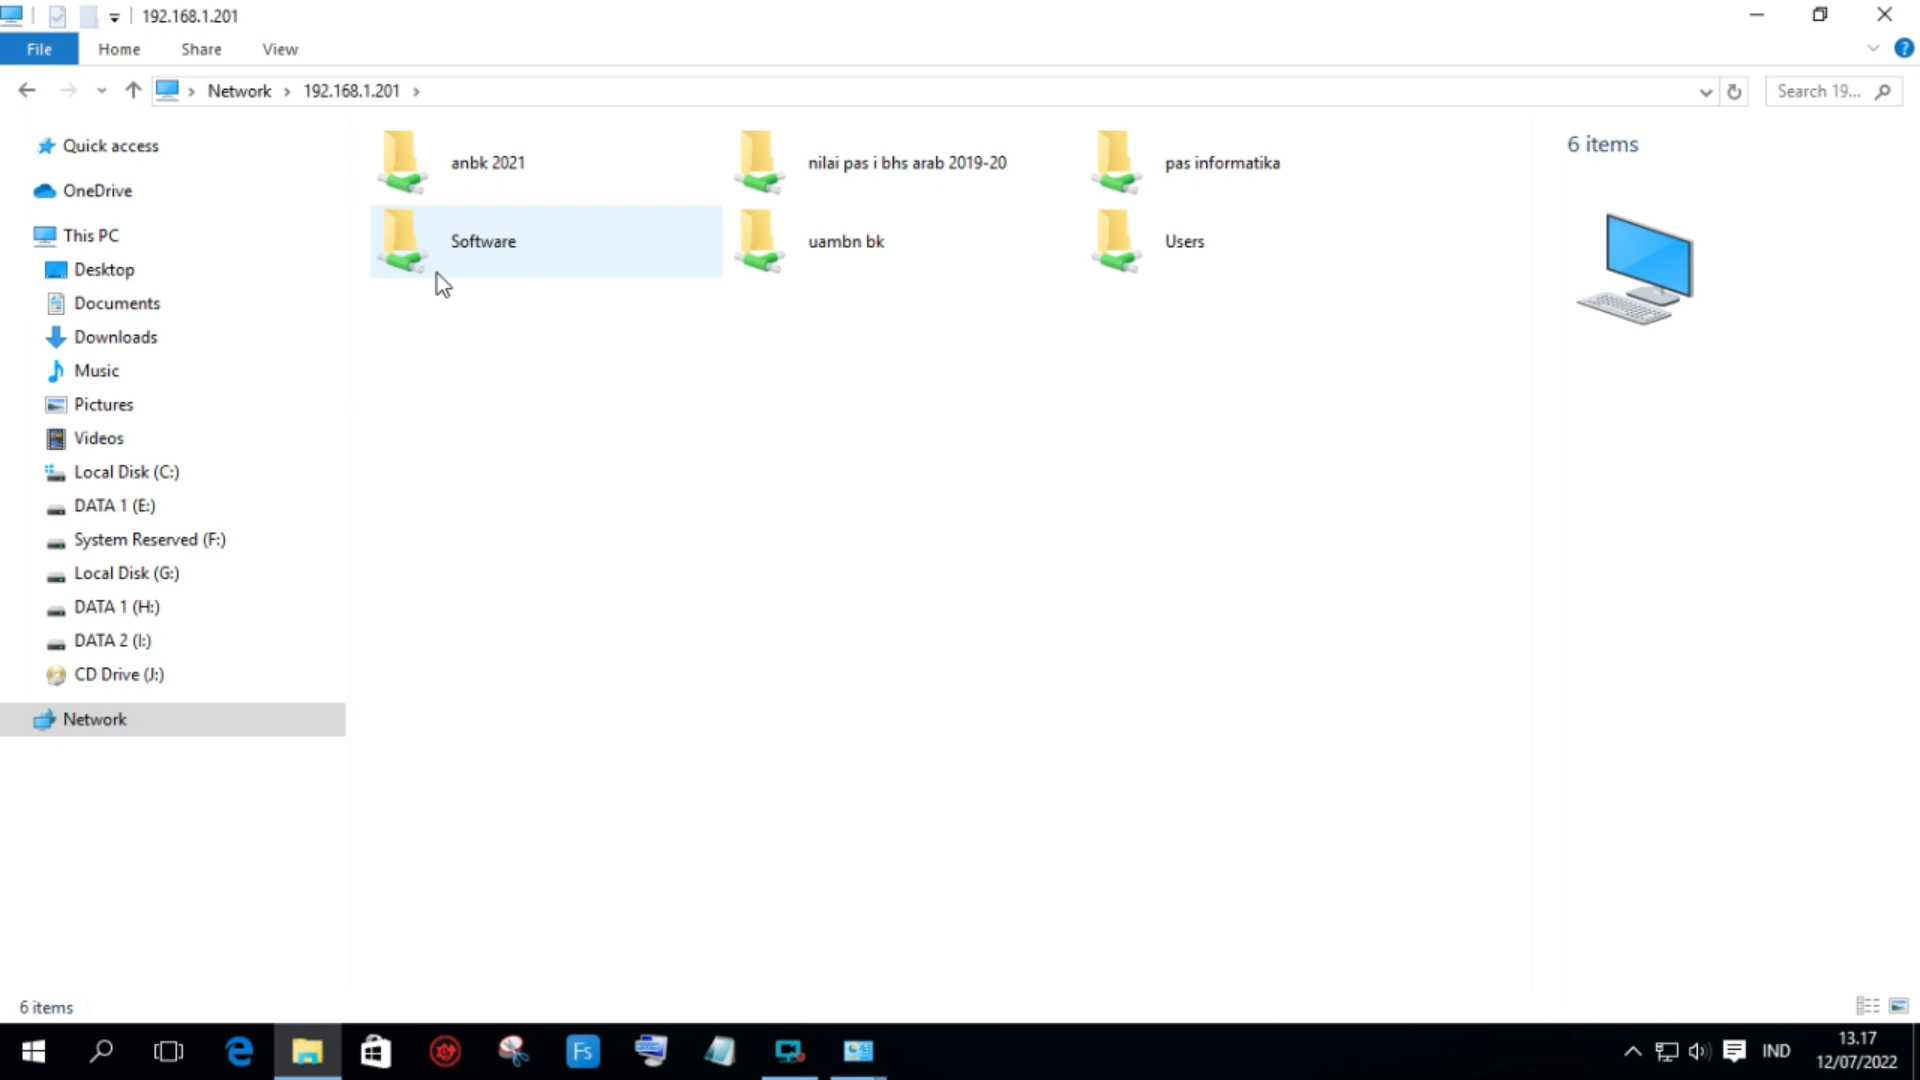 192.168.1.201
File Home Share View
Network 192.168.1.201
Search 19...
Quick access
OneDrive
This PC
Desktop
Documents
Downloads
Music
Pictures
Videos
Local Disk (C:)
DATA 1 (E:)
System Reserved (F:)
Local Disk (G:)
DATA 1 (H:)
DATA 2 (I:)
CD Drive (J:)
Network
anbk 2021
nilai pas i bhs arab 2019-20
pas informatika
Software
uambn bk
Users
6 items
6 items
Fs
IND
13.17
12/07/2022